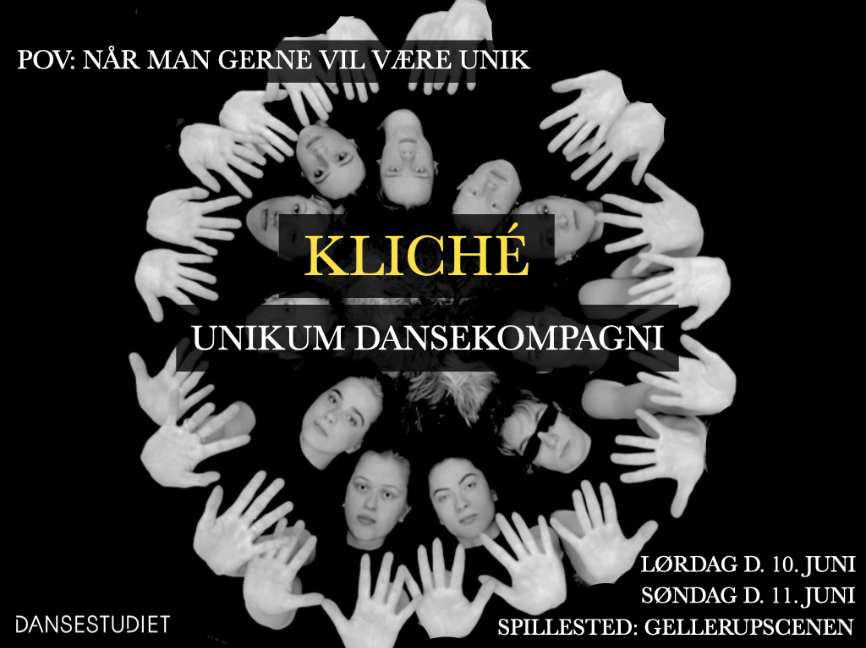 POV: NÅR MAN GERNE VIL VÆRE UNIK
KLICHÉ
UNIKUM DANSEKOMPAGNI
LØRDAG D. 10. JUNI
SØNDAG D. 11. JUNI
SPILLESTED: GELLERUPSCENEN
DANSESTUDIET